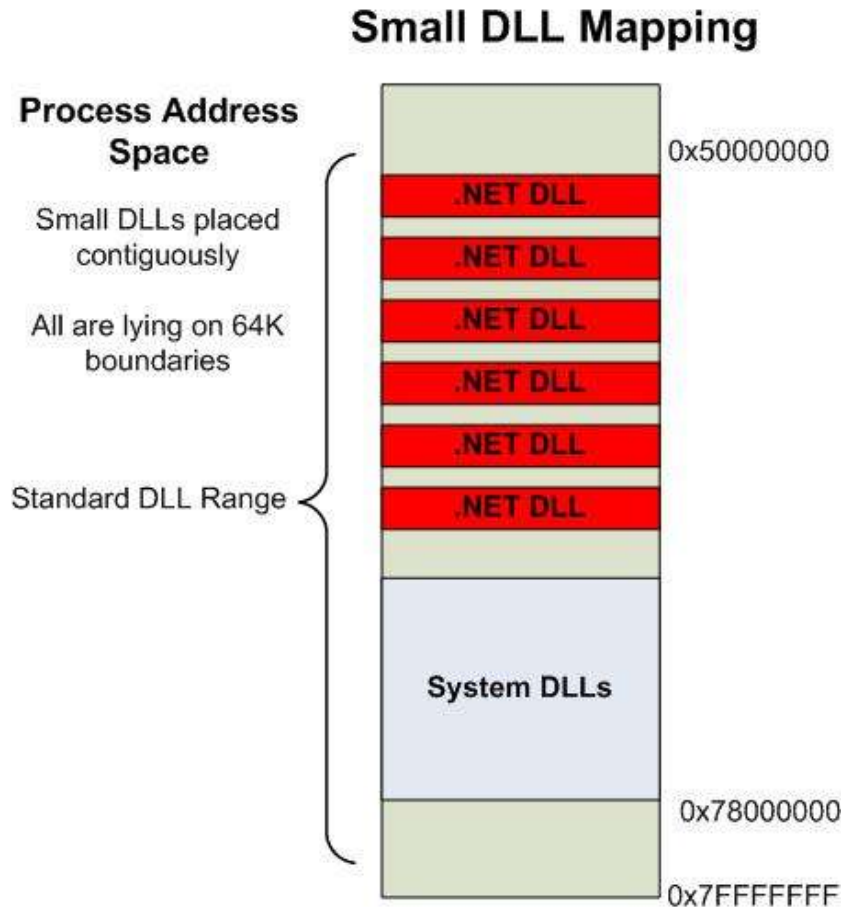 Small DLL Mapping
Process Address
Space
0x50000000
Small DLLs placed
contiguously
All are lying on 64K
boundaries
Standard DLL Range
.NET DLL
.NET DLL
.NET DLL
.NET DLL
.NET DLL
.NET DLL
System DLLs
0x78000000
0x7FFFFFFF